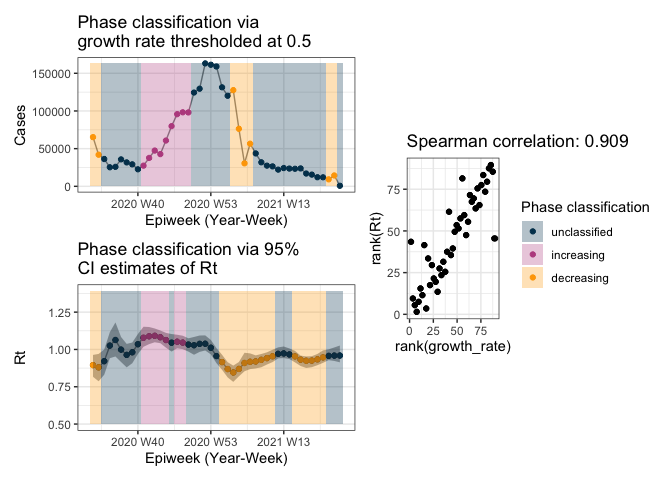 Phase classification via
growth rate thresholded at 0.5
Cases
150000
100000
50000
0
2020 W40
2020 W53
2021 W13
Epiweek (Year-Week)
Phase classification via 95%
CI estimates of Rt
Rt
1.25
1.00
0.75
0.50
2020 W40
2020 W53
2021 W13
Epiweek (Year-Week)
Spearman correlation: 0.909
rank(Rt)
75
50
25
0
0
25
50
75
rank(growth_rate)
Phase classification
unclassified
increasing
decreasing